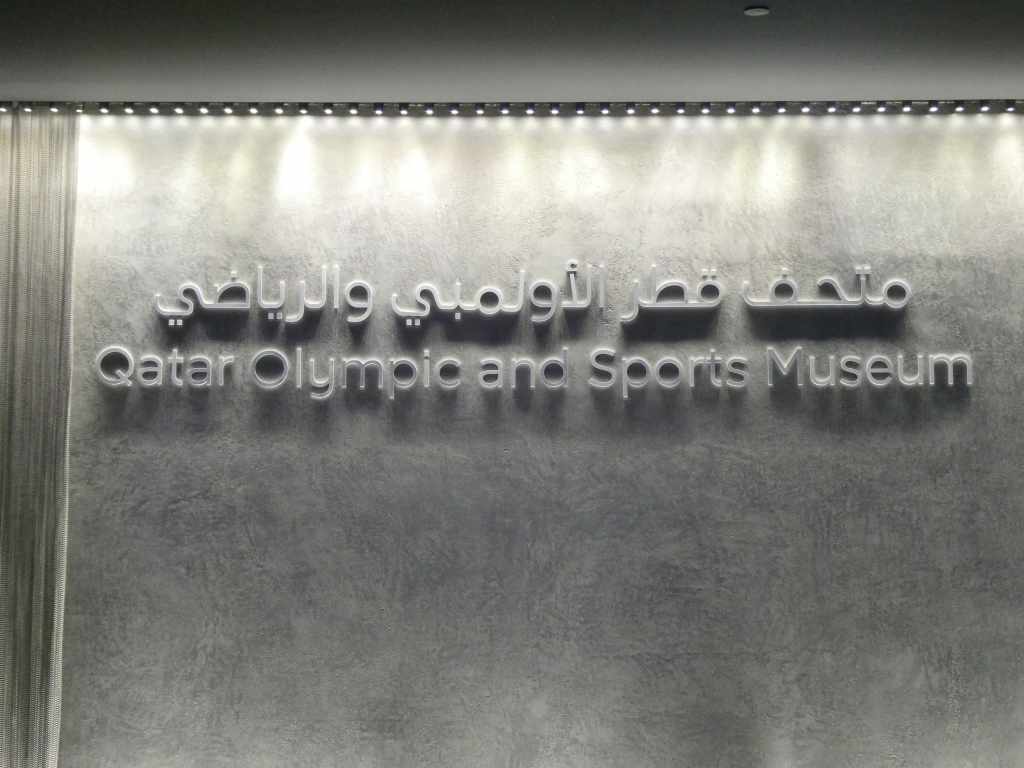 متحف قطر الأولمبي والرياضي
Qatar Olympic and Sports Museum